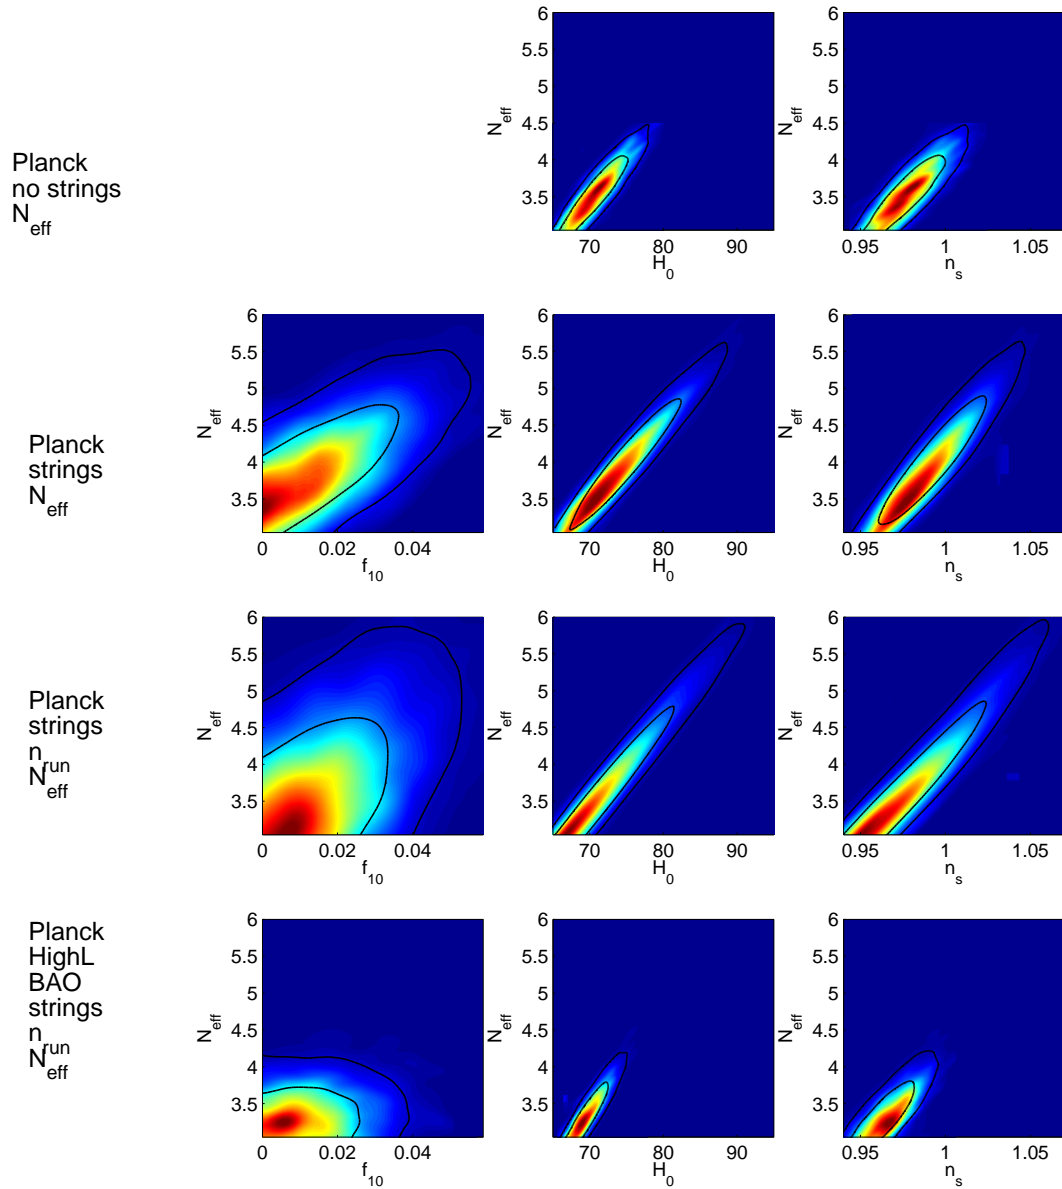 Planck
no strings
N_eff
6
5.5
5
4.5
4
3.5
N_eff
70 80 90
H_0
6
5.5
5
4.5
4
3.5
N_eff
0.95 1 1.05
n_s
Planck
strings
N_eff
6
5.5
5
4.5
4
3.5
N_eff
0 0.02 0.04
f_10
6
5.5
5
4.5
4
3.5
N_eff
70 80 90
H_0
6
5.5
5
4.5
4
3.5
N_eff
0.95 1 1.05
n_s
Planck
strings
n_run
N_eff
6
5.5
5
4.5
4
3.5
N_eff
0 0.02 0.04
f_10
6
5.5
5
4.5
4
3.5
N_eff
70 80 90
H_0
6
5.5
5
4.5
4
3.5
N_eff
0.95 1 1.05
n_s
Planck
HighL
BAO
strings
n_run
N_eff
6
5.5
5
4.5
4
3.5
N_eff
0 0.02 0.04
f_10
6
5.5
5
4.5
4
3.5
N_eff
70 80 90
H_0
6
5.5
5
4.5
4
3.5
N_eff
0.95 1 1.05
n_s